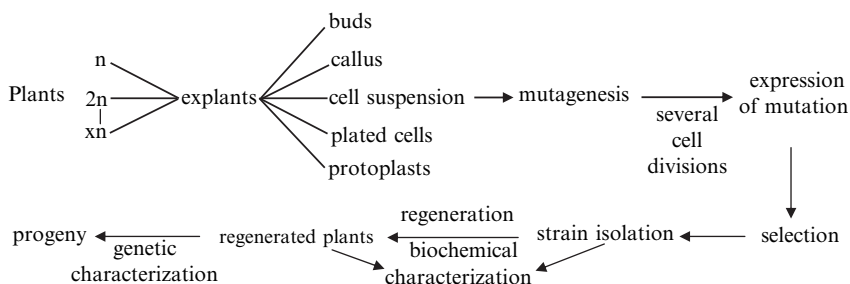 Plants
n
2n
xn
explants
buds
callus
cell suspension
plated cells
protoplasts
mutagenesis
several
cell
divisions
expression
of mutation
selection
strain isolation
regeneration
biochemical
characterization
regenerated plants
genetic
characterization
progeny